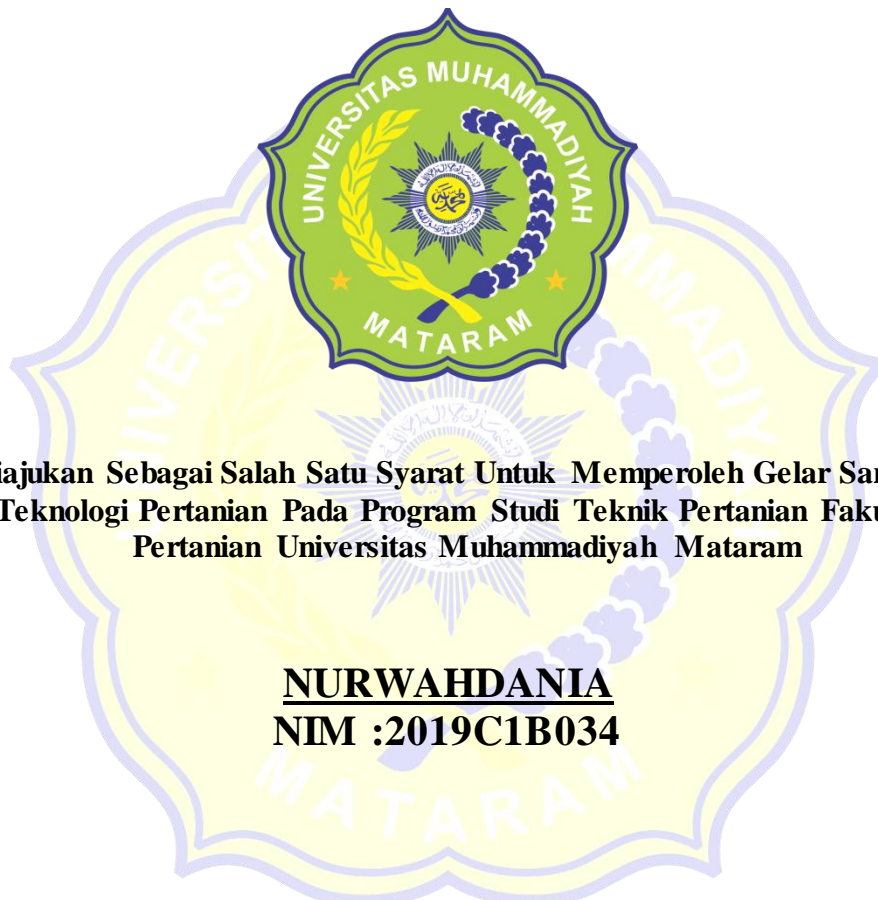 UNIVERSITAS MUHAMMADIYAH
MATARAM
iajukan Sebagai Salah Satu Syarat Untuk Memperoleh Gelar Sar
Teknologi Pertanian Pada Program Studi Teknik Pertanian Faku
Pertanian Universitas Muhammadiyah Mataram
NURWAHDANIA
NIM :2019C1B034
MATARAM